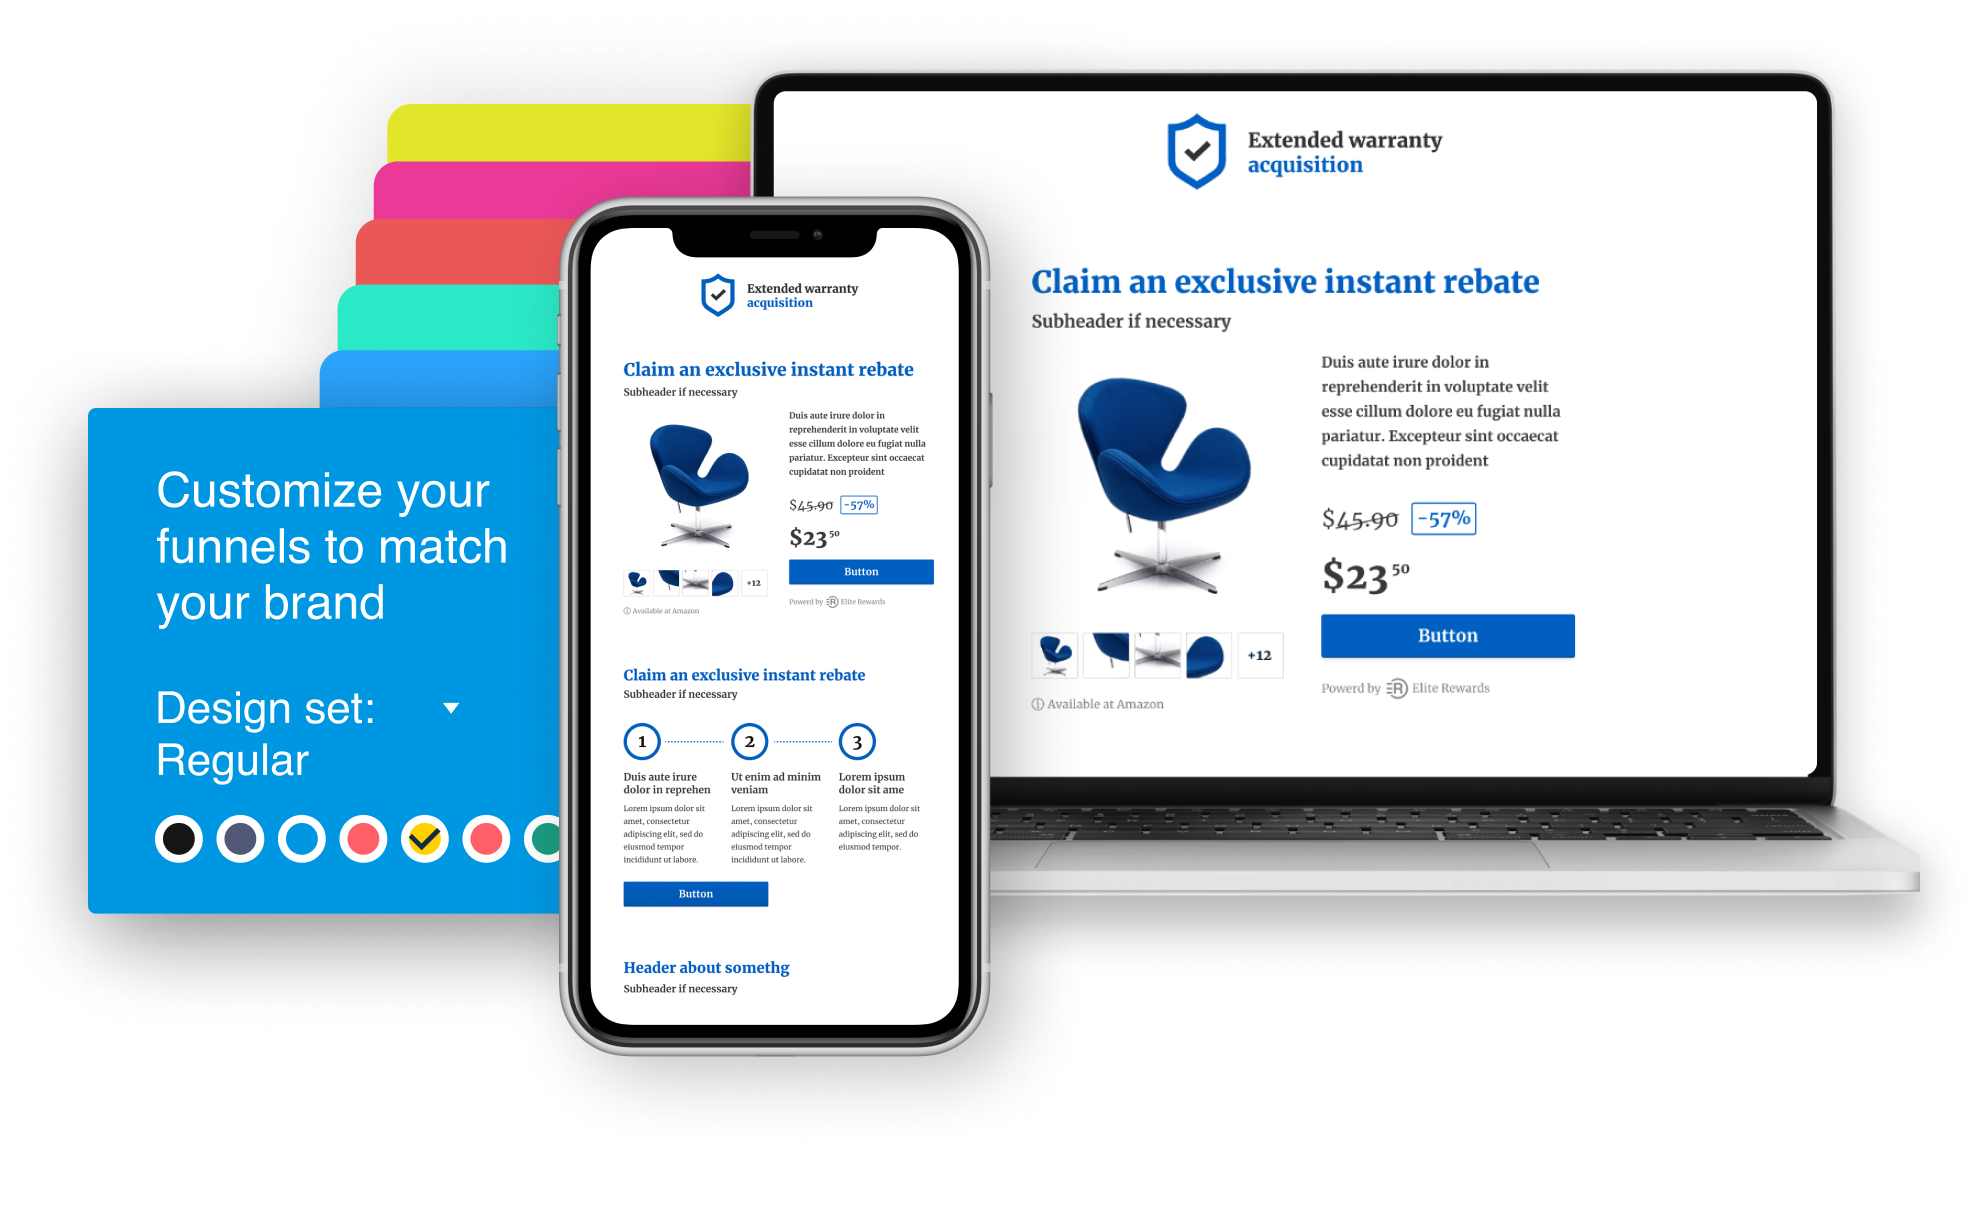 Customize your
funnels to match
your brand
Design set:
Regular
Extended warranty
acquisition
Claim an exclusive instant rebate
Subheader if necessary
Duis aute irure dolor in
reprehenderit in voluptate velit
esse cillum dolore eu fugiat nulla
pariatur. Excepteur sint occaecat
cupidatat non proident
$45.90 -57%
$23 50
+12
Button
Available at Amazon
Powerd by ER Elite Rewards
Claim an exclusive instant rebate
Subheader if necessary
1 2 3
Duis aute irure
dolor in reprehen
Lorem ipsum dolor sit
amet, consectetur
adipiscing elit, sed do
eiusmod tempor
incididunt ut labore.
Ut enim ad minim
veniam
Lorem ipsum dolor sit
amet, consectetur
adipiscing elit, sed do
eiusmod tempor
incididunt ut labore.
Lorem ipsum
dolor sit ame
Lorem ipsum dolor sit
amet, consectetur
adipiscing elit, sed do
eiusmod tempor.
Button
Header about somethg
Subheader if necessary
Extended warranty
acquisition
Claim an exclusive instant rebate
Subheader if necessary
Duis aute irure dolor in
reprehenderit in voluptate velit
esse cillum dolore eu fugiat nulla
pariatur. Excepteur sint occaecat
cupidatat non proident
$45.90 -57%
$23 50
Button
+12
Powerd by ER Elite Rewards
Available at Amazon